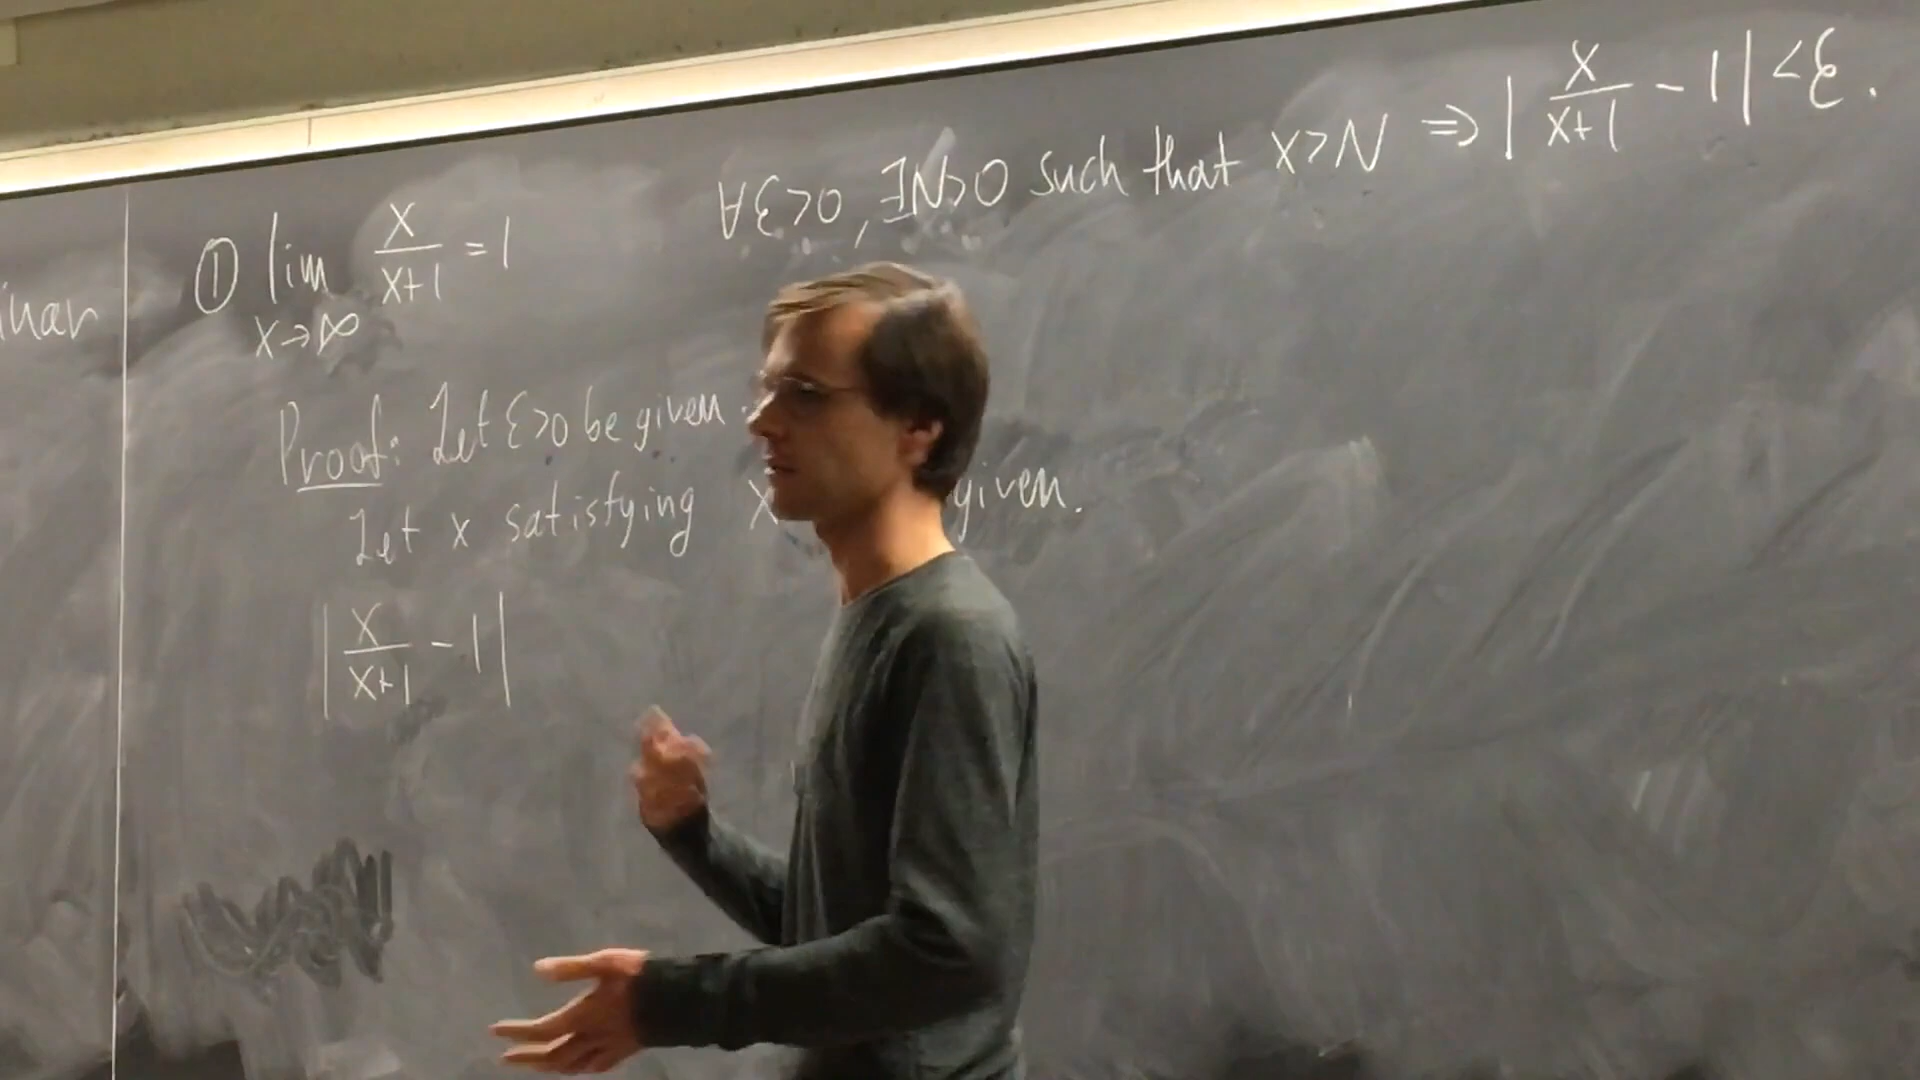 inar
∀ε>0, ∃N>0 such that x>N ⇒ | x/(x+1) - 1 | <ε.
① lim x→∞ x/(x+1) = 1
Proof: Let ε>0 be given.
Let x satisfying x given.
| x/(x+1) - 1 |